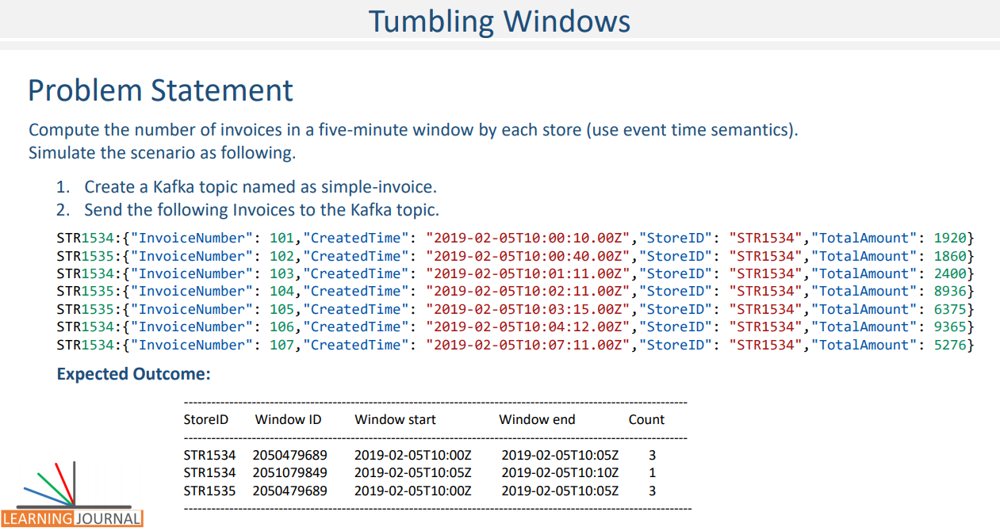 Tumbling Windows
Problem Statement
Compute the number of invoices in a five-minute window by each store (use event time semantics).
Simulate the scenario as following.
1. Create a Kafka topic named as simple-invoice.
2. Send the following Invoices to the Kafka topic.
STR1534:{"InvoiceNumber": 101,"CreatedTime": "2019-02-05T10:00:10.00Z","StoreID": "STR1534","TotalAmount": 1920}
STR1535:{"InvoiceNumber": 102,"CreatedTime": "2019-02-05T10:00:40.00Z","StoreID": "STR1534","TotalAmount": 1860}
STR1534:{"InvoiceNumber": 103,"CreatedTime": "2019-02-05T10:01:11.00Z","StoreID": "STR1534","TotalAmount": 2400}
STR1535:{"InvoiceNumber": 104,"CreatedTime": "2019-02-05T10:02:11.00Z","StoreID": "STR1534","TotalAmount": 8936}
STR1535:{"InvoiceNumber": 105,"CreatedTime": "2019-02-05T10:03:15.00Z","StoreID": "STR1534","TotalAmount": 6375}
STR1534:{"InvoiceNumber": 106,"CreatedTime": "2019-02-05T10:04:12.00Z","StoreID": "STR1534","TotalAmount": 9365}
STR1534:{"InvoiceNumber": 107,"CreatedTime": "2019-02-05T10:07:11.00Z","StoreID": "STR1534","TotalAmount": 5276}
Expected Outcome:
StoreID Window ID Window start Window end Count
STR1534 2050479689 2019-02-05T10:00Z 2019-02-05T10:05Z 3
STR1534 2051079849 2019-02-05T10:05Z 2019-02-05T10:10Z 1
STR1535 2050479689 2019-02-05T10:00Z 2019-02-05T10:05Z 3
LEARNING JOURNAL